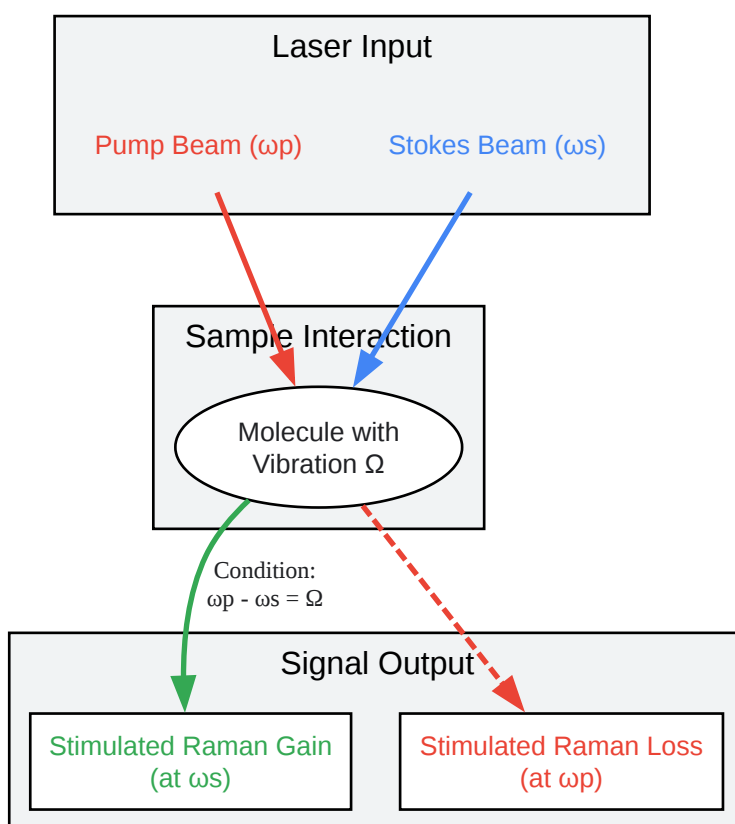 Laser Input
Pump Beam (ωp)
Stokes Beam (ωs)
Sample Interaction
Molecule with
Vibration Ω
Condition:
ωp - ωs = Ω
Signal Output
Stimulated Raman Gain
(at ωs)
Stimulated Raman Loss
(at ωp)